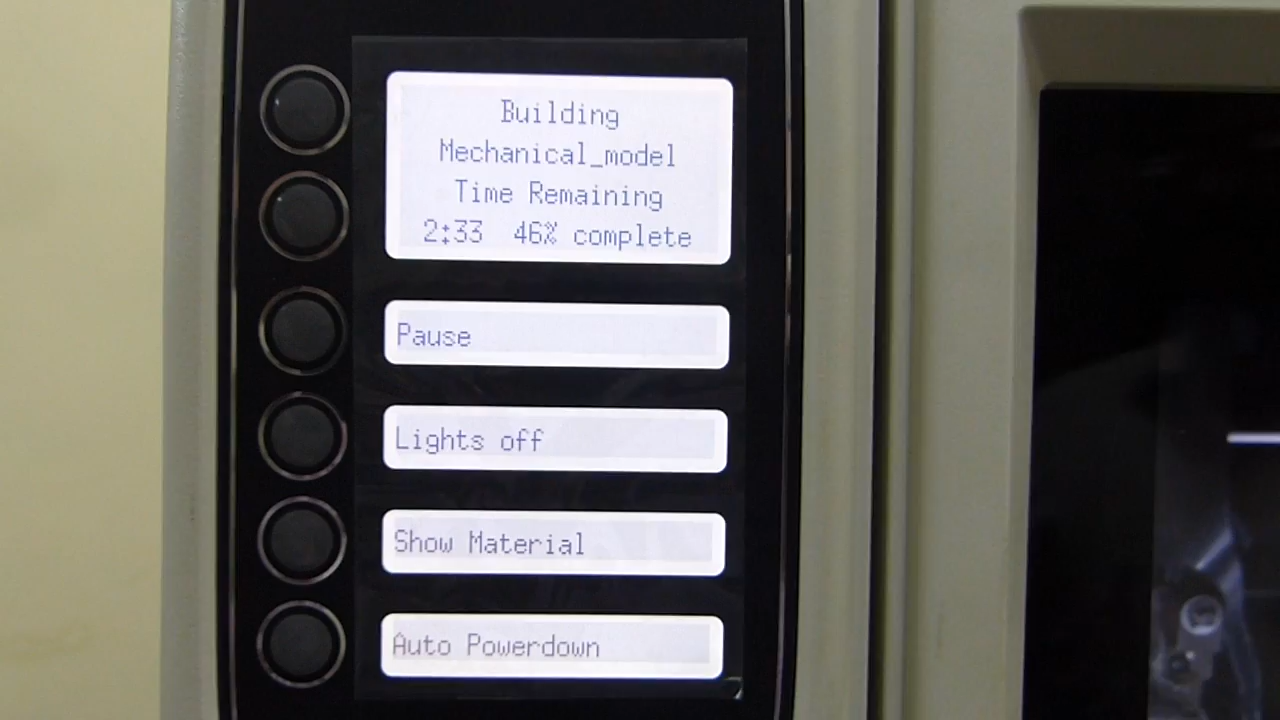 Building
Mechanical_model
Time Remaining
2:33 46% complete
Pause
Lights off
Show Material
Auto Powerdown